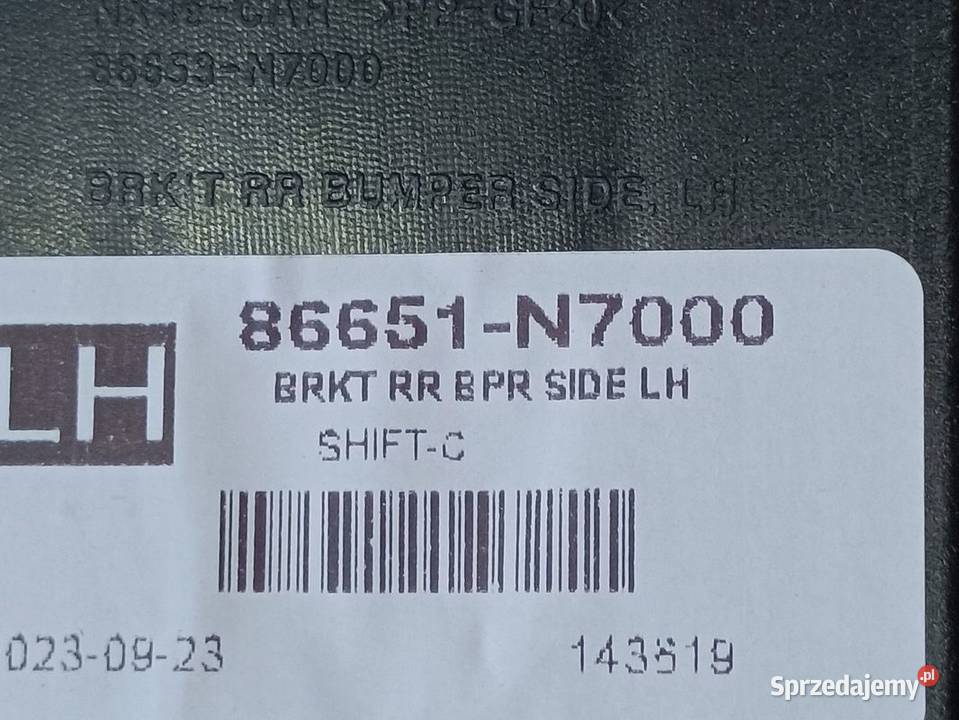 86653-N7000
BRK'T RR BUMPER SIDE, LH
LH
86651-N7000
BRKT RR BPR SIDE LH
SHIFT-C
023-09-23
143619
Sprzedajemy.pl